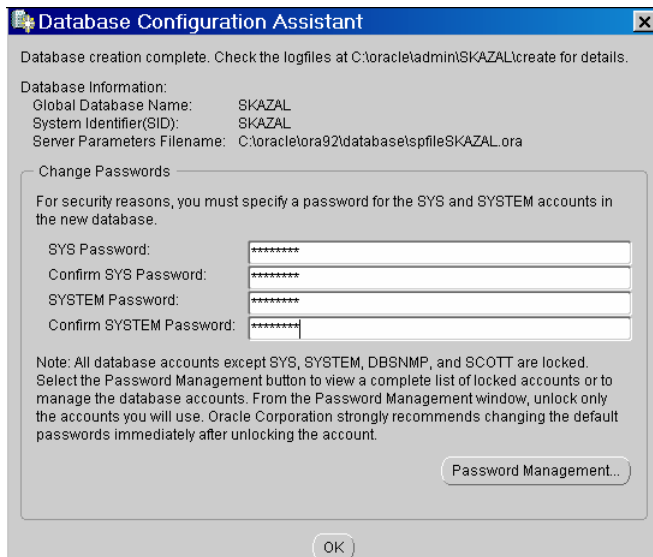 Database Configuration Assistant
Database creation complete. Check the logfiles at C:\oracle\admin\SKAZAL\create for details.
Database Information:
Global Database Name: SKAZAL
System Identifier(SID): SKAZAL
Server Parameters Filename: C:\oracle\ora92\database\spfileSKAZAL.ora
Change Passwords
For security reasons, you must specify a password for the SYS and SYSTEM accounts in
the new database.
SYS Password: ********
Confirm SYS Password: ********
SYSTEM Password: ********
Confirm SYSTEM Password: ********
Note: All database accounts except SYS, SYSTEM, DBSNMP, and SCOTT are locked.
Select the Password Management button to view a complete list of locked accounts or to
manage the database accounts. From the Password Management window, unlock only
the accounts you will use. Oracle Corporation strongly recommends changing the default
passwords immediately after unlocking the account.
Password Management...
OK